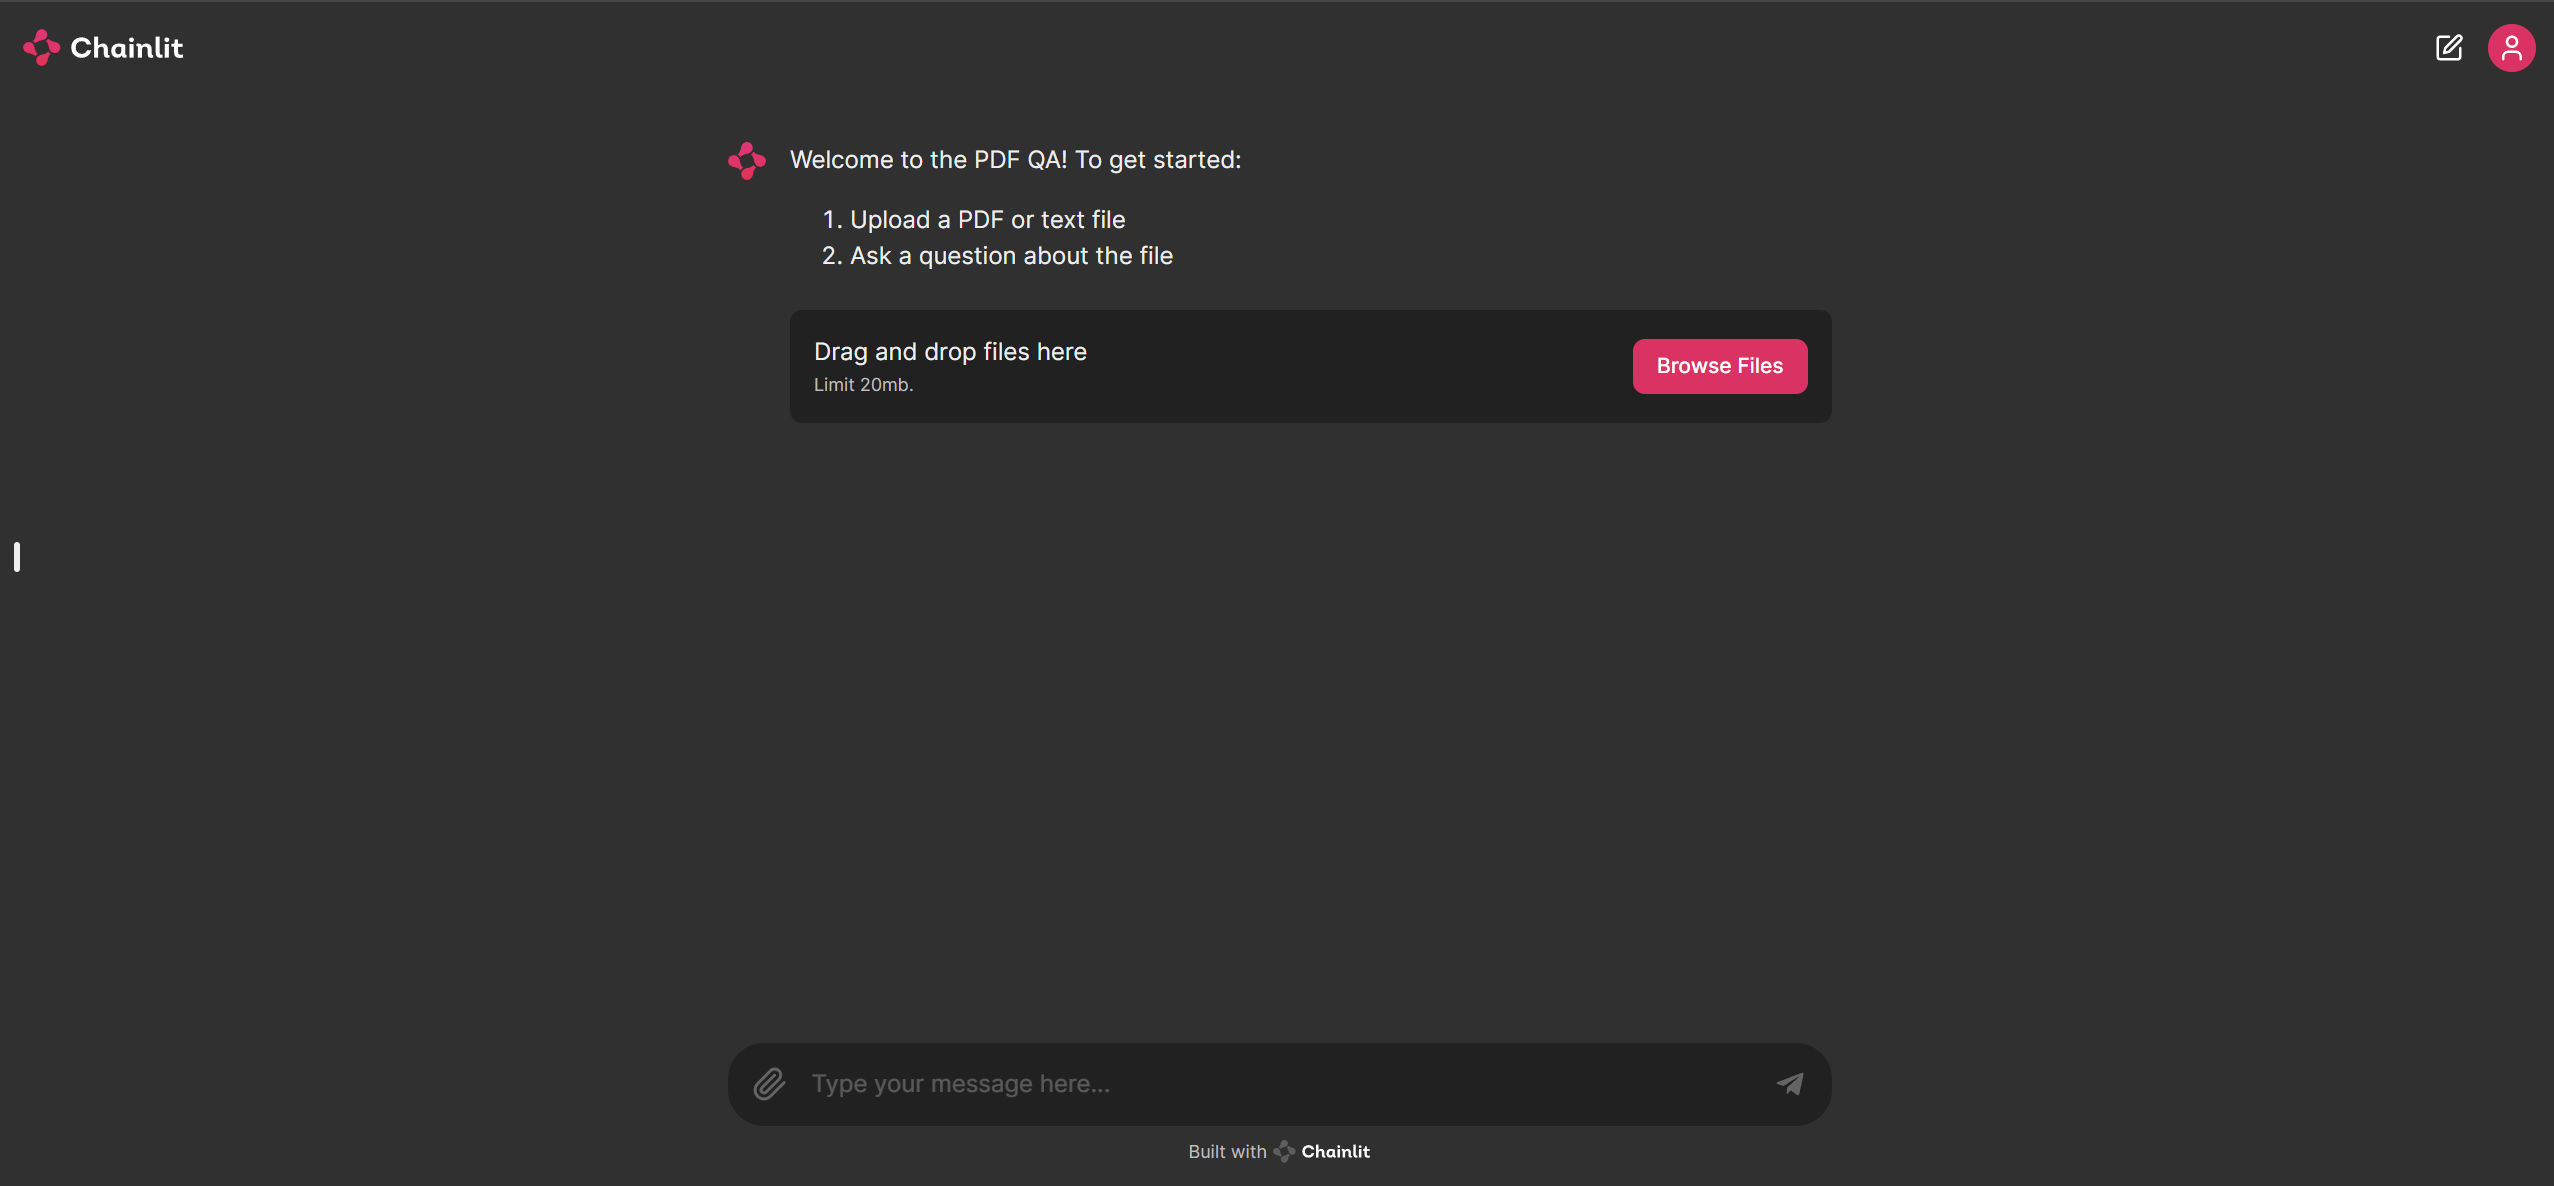 Chainlit
Welcome to the PDF QA! To get started:
1. Upload a PDF or text file
2. Ask a question about the file
Drag and drop files here
Limit 20mb.
Browse Files
Type your message here...
Built with Chainlit